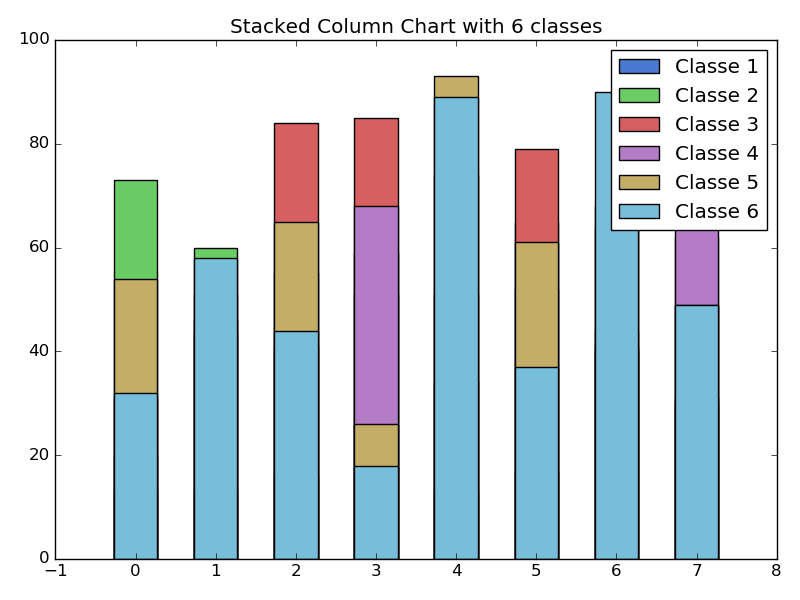 Stacked Column Chart with 6 classes
100
80
60
40
20
0
−1 0 1 2 3 4 5 6 7 8
Classe 1
Classe 2
Classe 3
Classe 4
Classe 5
Classe 6